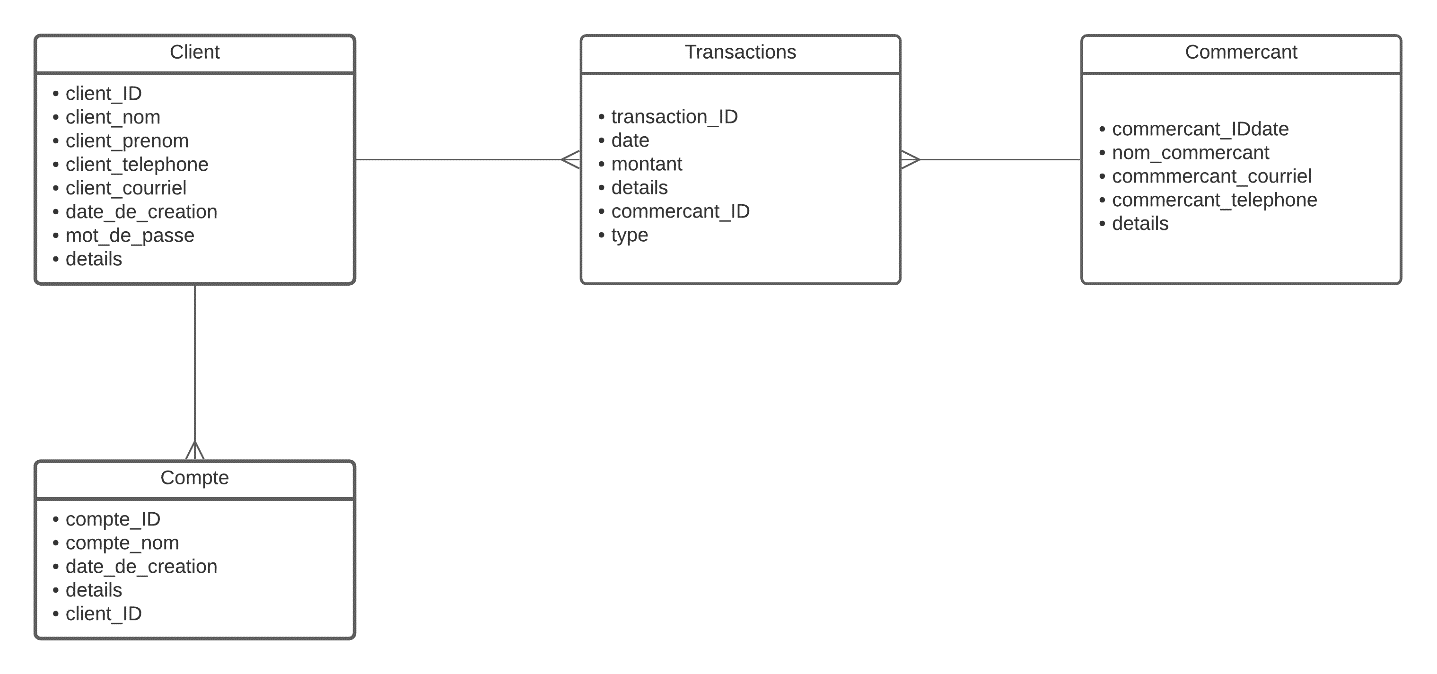 Client
• client_ID
• client_nom
• client_prenom
• client_telephone
• client_courriel
• date_de_creation
• mot_de_passe
• details
Transactions
• transaction_ID
• date
• montant
• details
• commercant_ID
• type
Commercant
• commercant_IDdate
• nom_commercant
• commmercant_courriel
• commercant_telephone
• details
Compte
• compte_ID
• compte_nom
• date_de_creation
• details
• client_ID